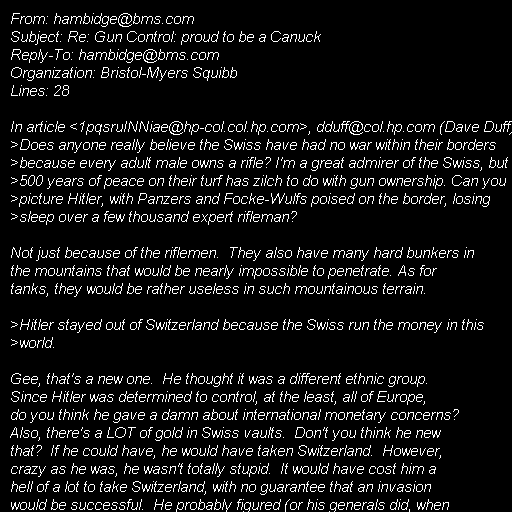 From: hambidge@bms.com
Subject: Re: Gun Control: proud to be a Canuck
Reply-To: hambidge@bms.com
Organization: Bristol-Myers Squibb
Lines: 28

In article <1pqsruINNiae@hp-col.col.hp.com>, dduff@col.hp.com (Dave Duff)
>Does anyone really believe the Swiss have had no war within their borders
>because every adult male owns a rifle? I'm a great admirer of the Swiss, but
>500 years of peace on their turf has zilch to do with gun ownership. Can you
>picture Hitler, with Panzers and Focke-Wulfs poised on the border, losing
>sleep over a few thousand expert rifleman?

Not just because of the riflemen.  They also have many hard bunkers in
the mountains that would be nearly impossible to penetrate. As for
tanks, they would be rather useless in such mountainous terrain.

>Hitler stayed out of Switzerland because the Swiss run the money in this
>world.

Gee, that's a new one.  He thought it was a different ethnic group.
Since Hitler was determined to control, at the least, all of Europe,
do you think he gave a damn about international monetary concerns?
Also, there's a LOT of gold in Swiss vaults.  Don't you think he new
that?  If he could have, he would have taken Switzerland.  However,
crazy as he was, he wasn't totally stupid.  It would have cost him a
hell of a lot to take Switzerland, with no guarantee that an invasion
would be successful.  He probably figured (or his generals did, when